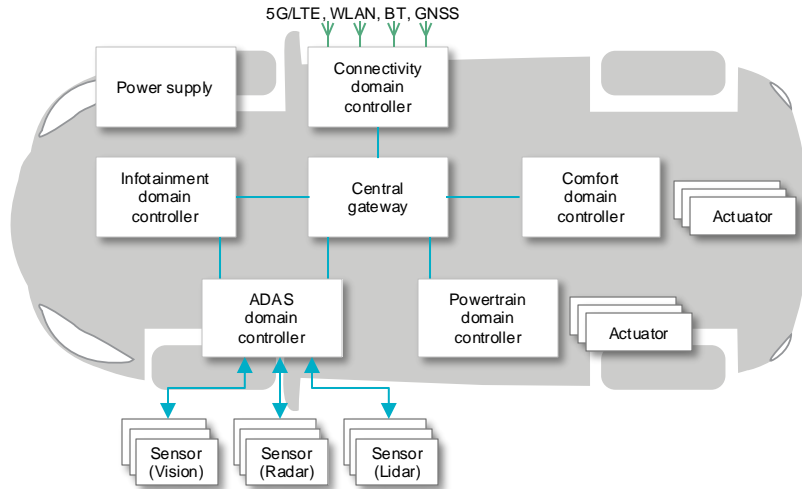 5G/LTE, WLAN, BT, GNSS
Power supply
Connectivity
domain
controller
Infotainment
domain
controller
Central
gateway
Comfort
domain
controller
Actuator
ADAS
domain
controller
Powertrain
domain
controller
Actuator
Sensor
(Vision)
Sensor
(Radar)
Sensor
(Lidar)